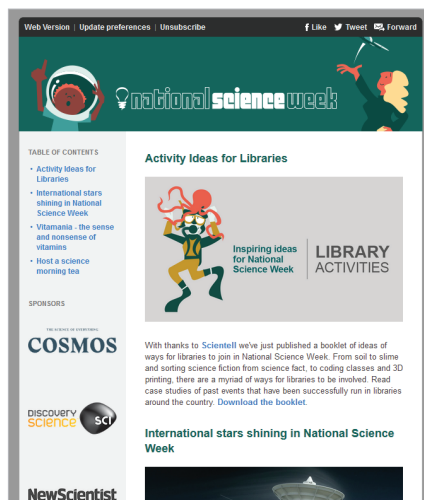 Web Version | Update preferences | Unsubscribe
Like Tweet Forward
national science week
TABLE OF CONTENTS
Activity Ideas for
Libraries
International stars
shining in National
Science Week
Vitamania - the sense
and nonsense of
vitamins
Host a science
morning tea
SPONSORS
THE SCIENCE OF EVERYTHING
COSMOS
DISCOVERY
SCIENCE SCI
NewScientist
Activity Ideas for Libraries
Inspiring ideas
for National
Science Week
LIBRARY
ACTIVITIES
With thanks to Scientell we've just published a booklet of ideas of
ways for libraries to join in National Science Week. From soil to slime
and sorting science fiction from science fact, to coding classes and 3D
printing, there are a myriad of ways for libraries to be involved. Read
case studies of past events that have been successfully run in libraries
around the country. Download the booklet.
International stars shining in National Science
Week